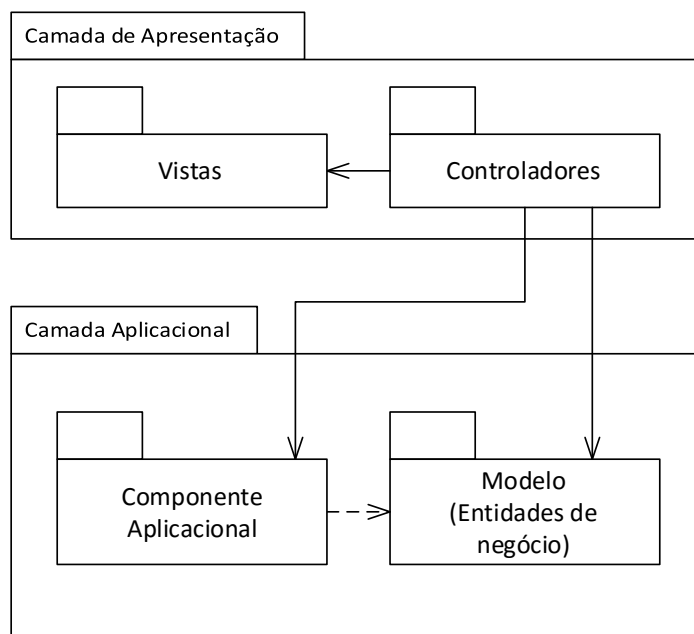 Camada de Apresentação
Vistas
Controladores
Camada Aplicacional
Componente
Aplicacional
Modelo
(Entidades de
negócio)